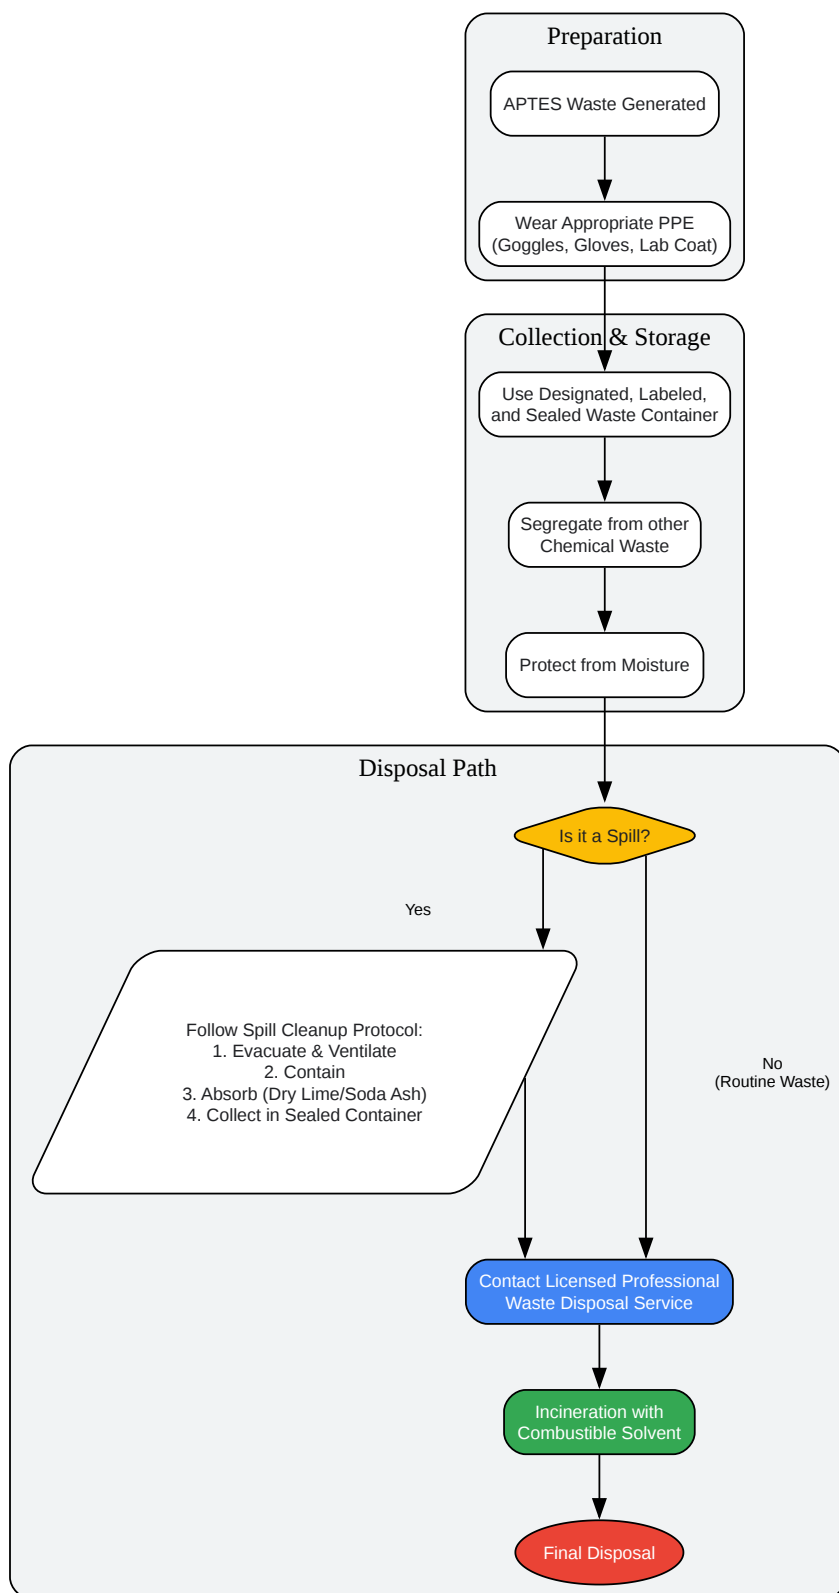 Preparation
APTES Waste Generated
Wear Appropriate PPE
(Goggles, Gloves, Lab Coat)
Collection & Storage
Use Designated, Labeled,
and Sealed Waste Container
Segregate from other
Chemical Waste
Protect from Moisture
Disposal Path
Is it a Spill?
Yes
Follow Spill Cleanup Protocol:
1. Evacuate & Ventilate
2. Contain
3. Absorb (Dry Lime/Soda Ash)
4. Collect in Sealed Container
No
(Routine Waste)
Contact Licensed Professional
Waste Disposal Service
Incineration with
Combustible Solvent
Final Disposal